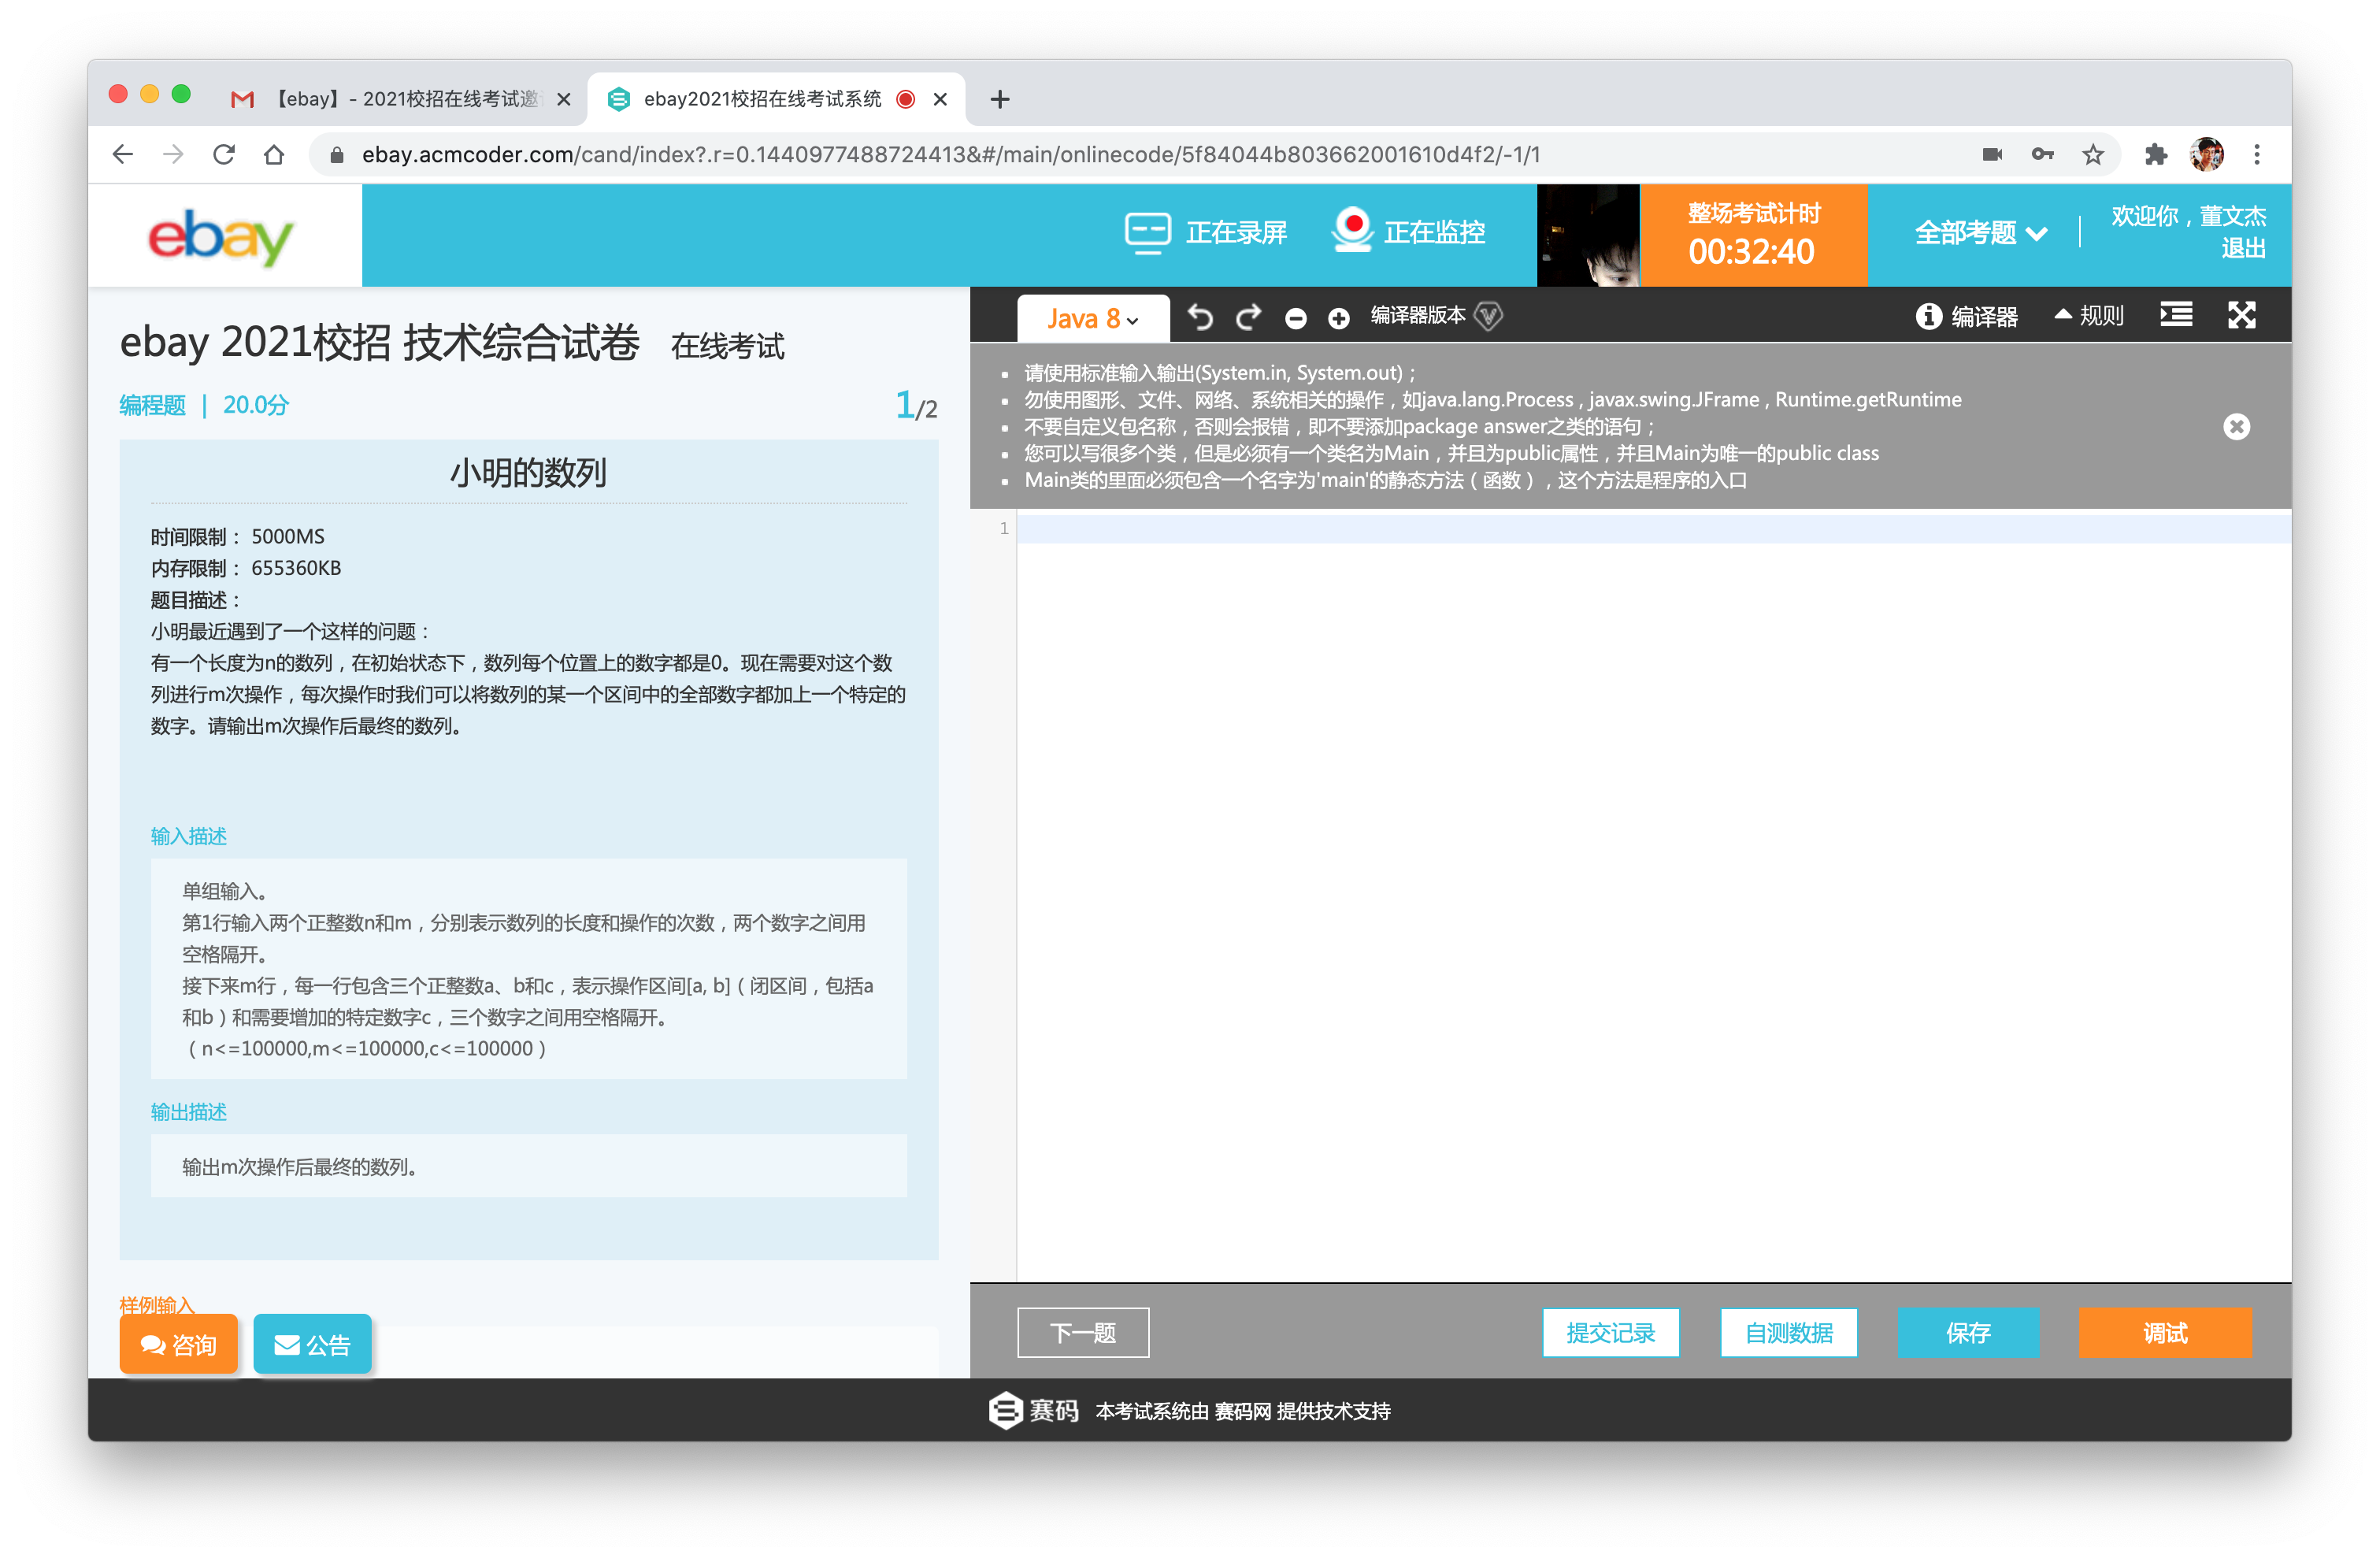 【ebay】- 2021校招在线考试邀
ebay2021校招在线考试系统
ebay.acmcoder.com/cand/index?.r=0.1440977488724413&#/main/onlinecode/5f84044b803662001610d4f2/-1/1
ebay
正在录屏
正在监控
整场考试计时
00:32:40
全部考题
欢迎你，董文杰
退出
ebay 2021校招 技术综合试卷 在线考试
编程题 | 20.0分
1/2
小明的数列
时间限制： 5000MS
内存限制： 655360KB
题目描述：
小明最近遇到了一个这样的问题：
有一个长度为n的数列，在初始状态下，数列每个位置上的数字都是0。现在需要对这个数
列进行m次操作，每次操作时我们可以将数列的某一个区间中的全部数字都加上一个特定的
数字。请输出m次操作后最终的数列。
输入描述
单组输入。
第1行输入两个正整数n和m，分别表示数列的长度和操作的次数，两个数字之间用
空格隔开。
接下来m行，每一行包含三个正整数a、b和c，表示操作区间[a, b]（闭区间，包括a
和b）和需要增加的特定数字c，三个数字之间用空格隔开。
（n<=100000,m<=100000,c<=100000）
输出描述
输出m次操作后最终的数列。
样例输入
咨询
公告
Java 8
编译器版本
编译器
规则
请使用标准输入输出(System.in, System.out)；
勿使用图形、文件、网络、系统相关的操作，如java.lang.Process , javax.swing.JFrame , Runtime.getRuntime
不要自定义包名称，否则会报错，即不要添加package answer之类的语句；
您可以写很多个类，但是必须有一个类名为Main，并且为public属性，并且Main为唯一的public class
Main类的里面必须包含一个名字为'main'的静态方法（函数），这个方法是程序的入口
1
下一题
提交记录
自测数据
保存
调试
赛码 本考试系统由 赛码网 提供技术支持